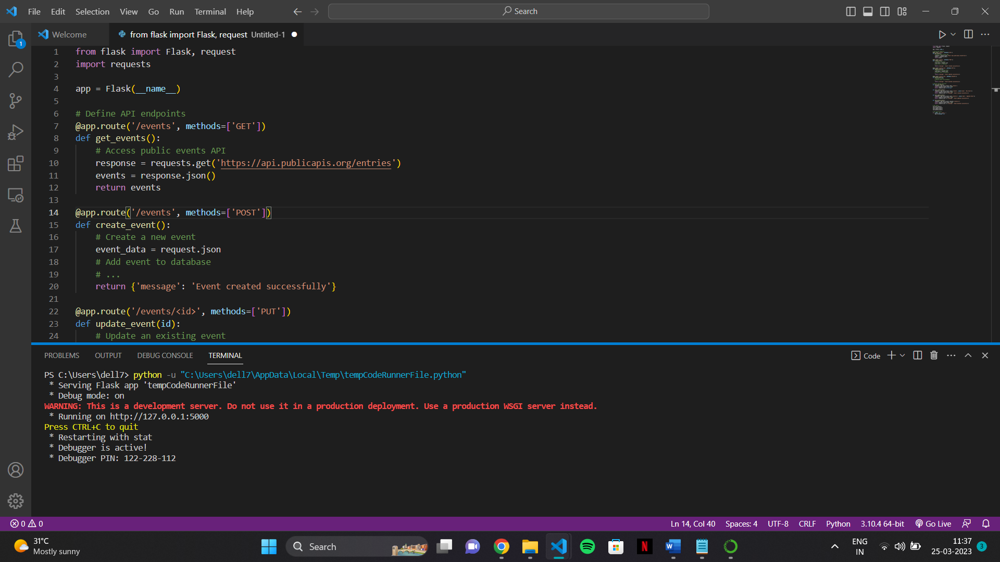 File Edit Selection View Go Run Terminal Help Search
Welcome from flask import Flask, request Untitled-1
1 from flask import Flask, request
2 import requests
3
4 app = Flask(__name__)
5
6 # Define API endpoints
7 @app.route('/events', methods=['GET'])
8 def get_events():
9 # Access public events API
10 response = requests.get('https://api.publicapis.org/entries')
11 events = response.json()
12 return events
13
14 @app.route('/events', methods=['POST'])
15 def create_event():
16 # Create a new event
17 event_data = request.json
18 # Add event to database
19 # ...
20 return {'message': 'Event created successfully'}
21
22 @app.route('/events/<id>', methods=['PUT'])
23 def update_event(id):
24 # Update an existing event
1
PROBLEMS OUTPUT DEBUG CONSOLE TERMINAL Code
PS C:\Users\dell7> python -u "C:\Users\dell7\AppData\Local\Temp\tempCodeRunnerFile.python"
* Serving Flask app 'tempCodeRunnerFile'
* Debug mode: on
WARNING: This is a development server. Do not use it in a production deployment. Use a production WSGI server instead.
* Running on http://127.0.0.1:5000
Press CTRL+C to quit
* Restarting with stat
* Debugger is active!
* Debugger PIN: 122-228-112
0 0 Ln 14, Col 40 Spaces: 4 UTF-8 CRLF Python 3.10.4 64-bit Go Live
31°C
Mostly sunny
Search
N
W
ENG
IN
11:37
25-03-2023
3